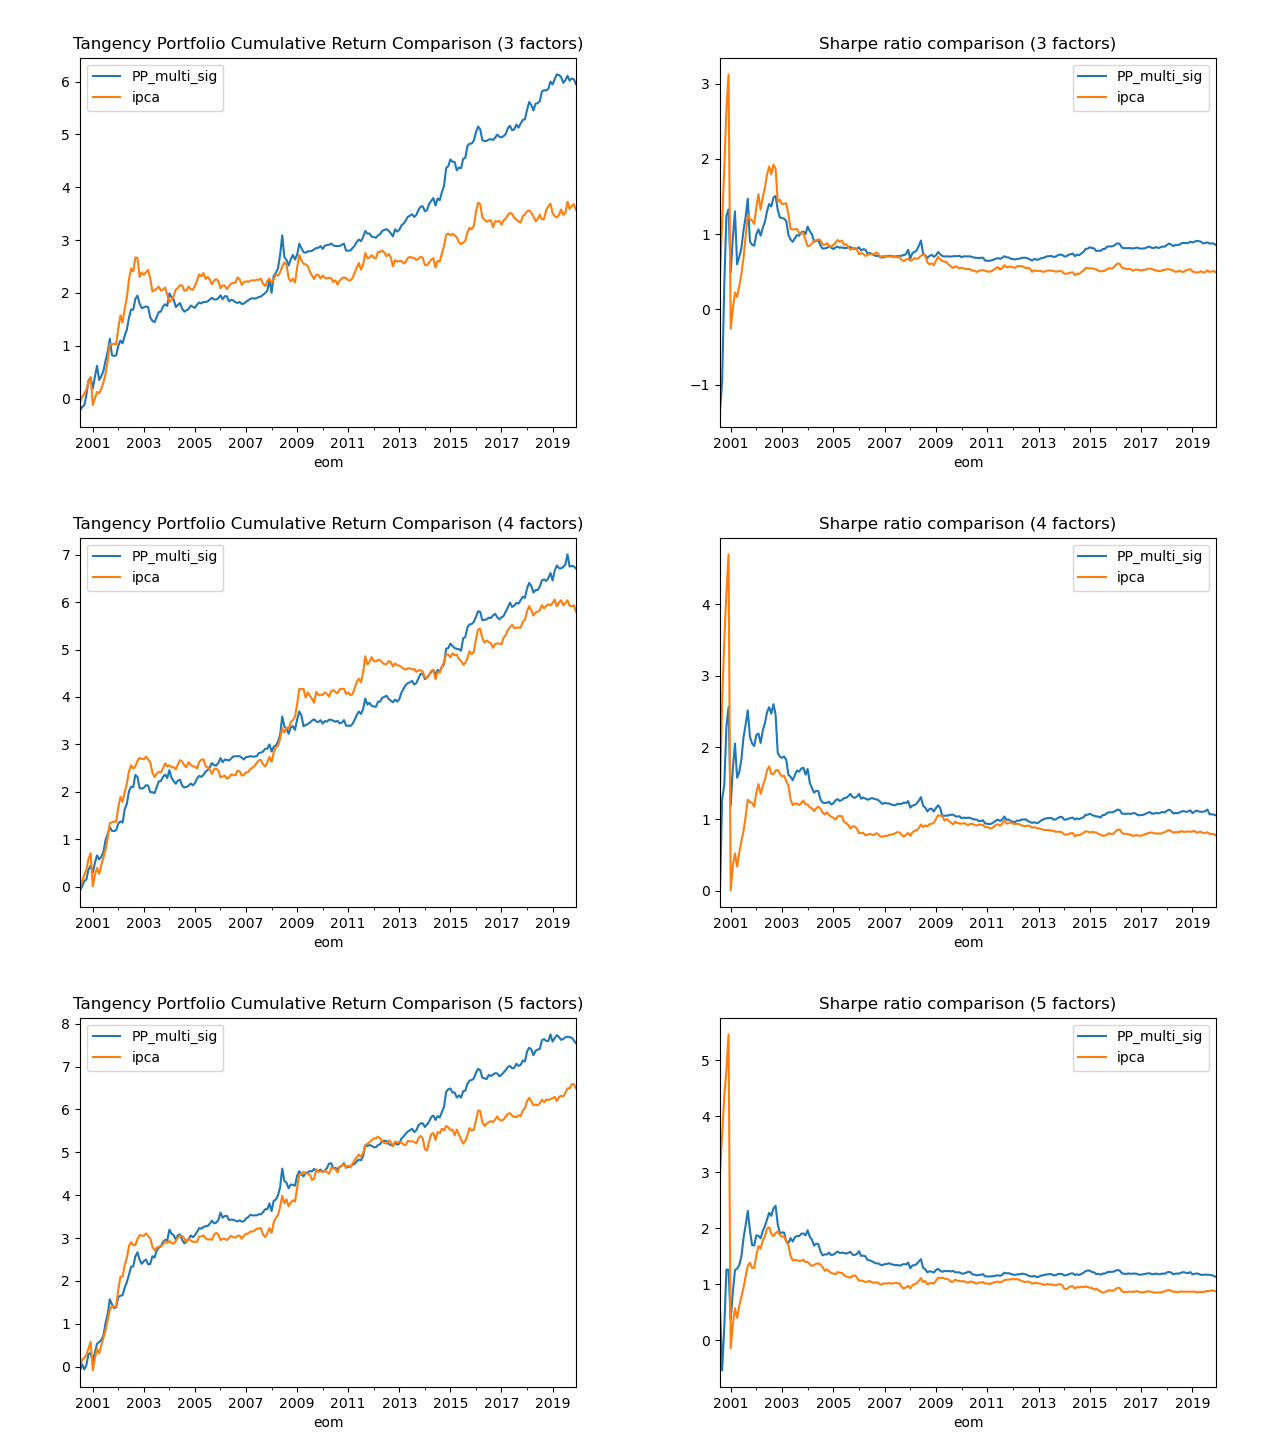 Tangency Portfolio Cumulative Return Comparison (3 factors)
PP_multi_sig
ipca
6
5
4
3
2
1
0
2001 2003 2005 2007 2009 2011 2013 2015 2017 2019
eom
Sharpe ratio comparison (3 factors)
PP_multi_sig
ipca
3
2
1
0
−1
2001 2003 2005 2007 2009 2011 2013 2015 2017 2019
eom
Tangency Portfolio Cumulative Return Comparison (4 factors)
PP_multi_sig
ipca
7
6
5
4
3
2
1
0
2001 2003 2005 2007 2009 2011 2013 2015 2017 2019
eom
Sharpe ratio comparison (4 factors)
PP_multi_sig
ipca
4
3
2
1
0
2001 2003 2005 2007 2009 2011 2013 2015 2017 2019
eom
Tangency Portfolio Cumulative Return Comparison (5 factors)
PP_multi_sig
ipca
8
7
6
5
4
3
2
1
0
2001 2003 2005 2007 2009 2011 2013 2015 2017 2019
eom
Sharpe ratio comparison (5 factors)
PP_multi_sig
ipca
5
4
3
2
1
0
2001 2003 2005 2007 2009 2011 2013 2015 2017 2019
eom